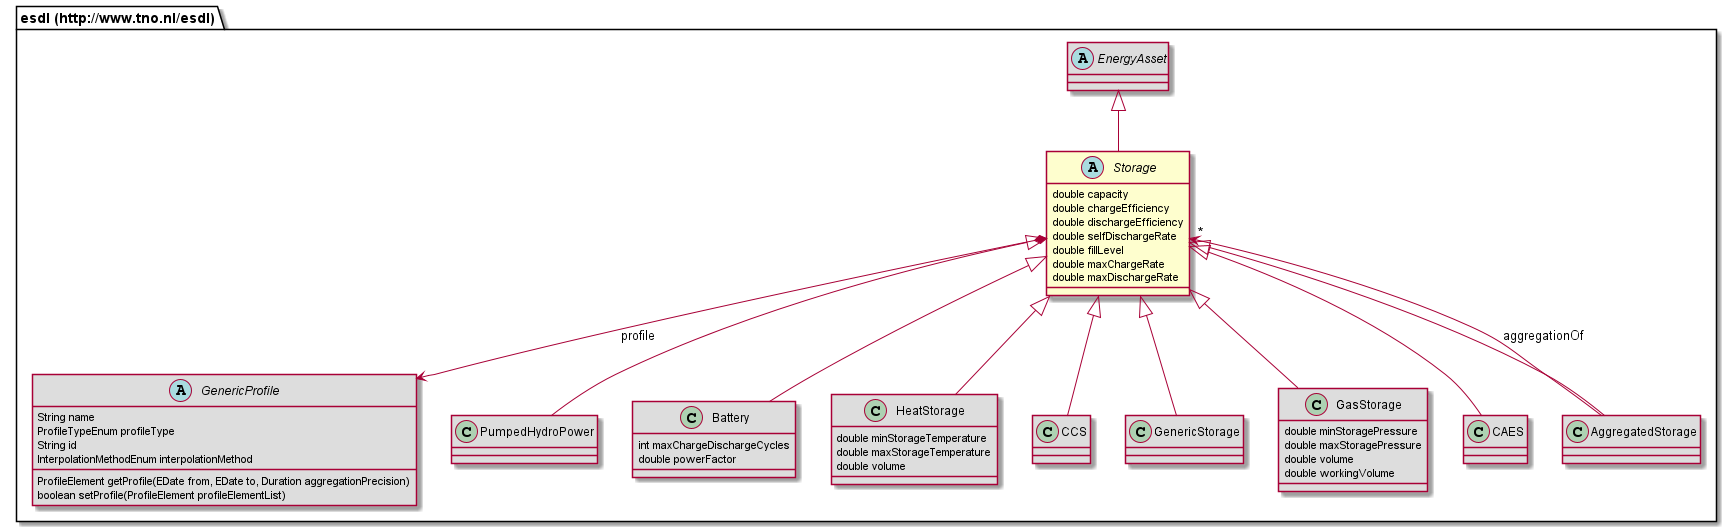 esdl (http://www.tno.nl/esdl)
A EnergyAsset
A Storage
double capacity
double chargeEfficiency
double dischargeEfficiency
double selfDischargeRate
double fillLevel
double maxChargeRate
double maxDischargeRate
*
profile
aggregationOf
A GenericProfile
String name
ProfileTypeEnum profileType
String id
InterpolationMethodEnum interpolationMethod
ProfileElement getProfile(EDate from, EDate to, Duration aggregationPrecision)
boolean setProfile(ProfileElement profileElementList)
C PumpedHydroPower
C Battery
int maxChargeDischargeCycles
double powerFactor
C HeatStorage
double minStorageTemperature
double maxStorageTemperature
double volume
C CCS
C GenericStorage
C GasStorage
double minStoragePressure
double maxStoragePressure
double volume
double workingVolume
C CAES
C AggregatedStorage